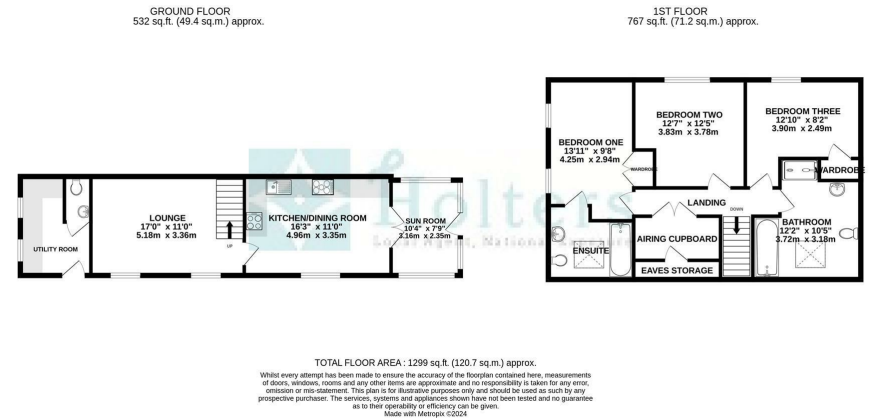 GROUND FLOOR
532 sq.ft. (49.4 sq.m.) approx.
1ST FLOOR
767 sq.ft. (71.2 sq.m.) approx.
BEDROOM ONE
13'11" x 9'8"
4.25m x 2.94m
BEDROOM TWO
12'7" x 12'5"
3.83m x 3.78m
BEDROOM THREE
12'10" x 8'2"
3.90m x 2.49m
WARDROBE
WARDROBE
LANDING
DOWN
ENSUITE
AIRING CUPBOARD
EAVES STORAGE
BATHROOM
12'2" x 10'5"
3.72m x 3.18m
UTILITY ROOM
LOUNGE
17'0" x 11'0"
5.18m x 3.36m
UP
KITCHEN/DINING ROOM
16'3" x 11'0"
4.96m x 3.35m
SUN ROOM
10'4" x 7'9"
3.16m x 2.35m
Holters
Local Agent, National
TOTAL FLOOR AREA : 1299 sq.ft. (120.7 sq.m.) approx.
Whilst every attempt has been made to ensure the accuracy of the floorplan contained here, measurements
of doors, windows, rooms and any other items are approximate and no responsibility is taken for any error,
omission or mis-statement. This plan is for illustrative purposes only and should be used as such by any
prospective purchaser. The services, systems and appliances shown have not been tested and no guarantee
as to their operability or efficiency can be given.
Made with Metropix ©2024